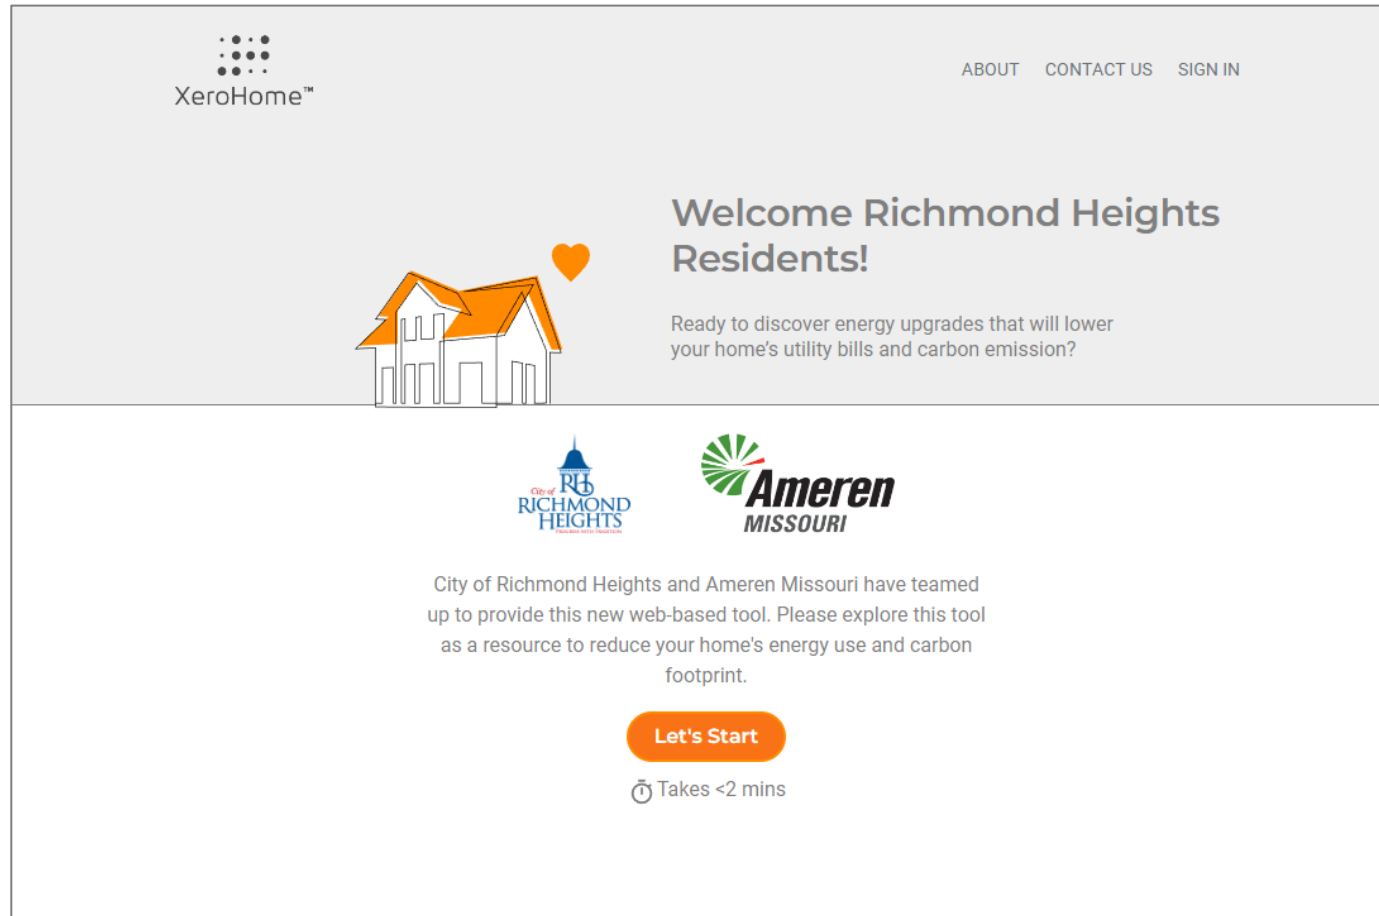 XeroHome™
ABOUT CONTACT US SIGN IN
Welcome Richmond Heights
Residents!
Ready to discover energy upgrades that will lower
your home's utility bills and carbon emission?
City of
RH
RICHMOND
HEIGHTS
PROGRESS WITH TRADITION
Ameren
MISSOURI
City of Richmond Heights and Ameren Missouri have teamed
up to provide this new web-based tool. Please explore this tool
as a resource to reduce your home's energy use and carbon
footprint.
Let's Start
Takes <2 mins